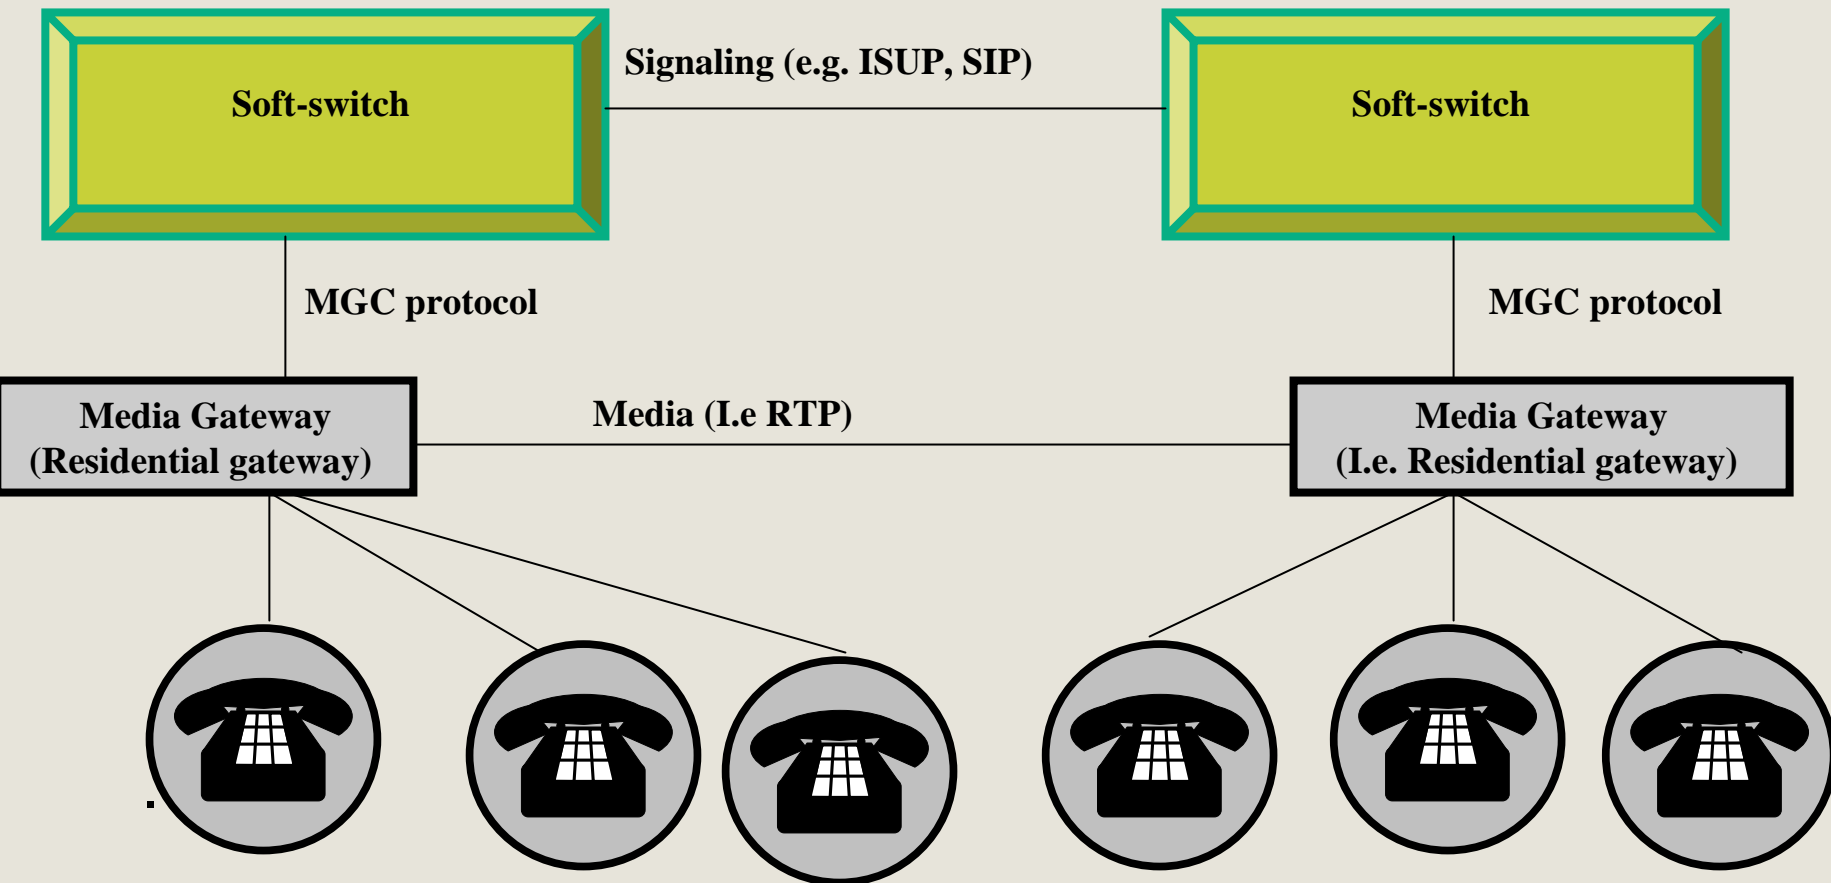 Signaling (e.g. ISUP, SIP)
Soft-switch
Soft-switch
MGC protocol
MGC protocol
Media Gateway
(Residential gateway)
Media (I.e RTP)
Media Gateway
(I.e. Residential gateway)